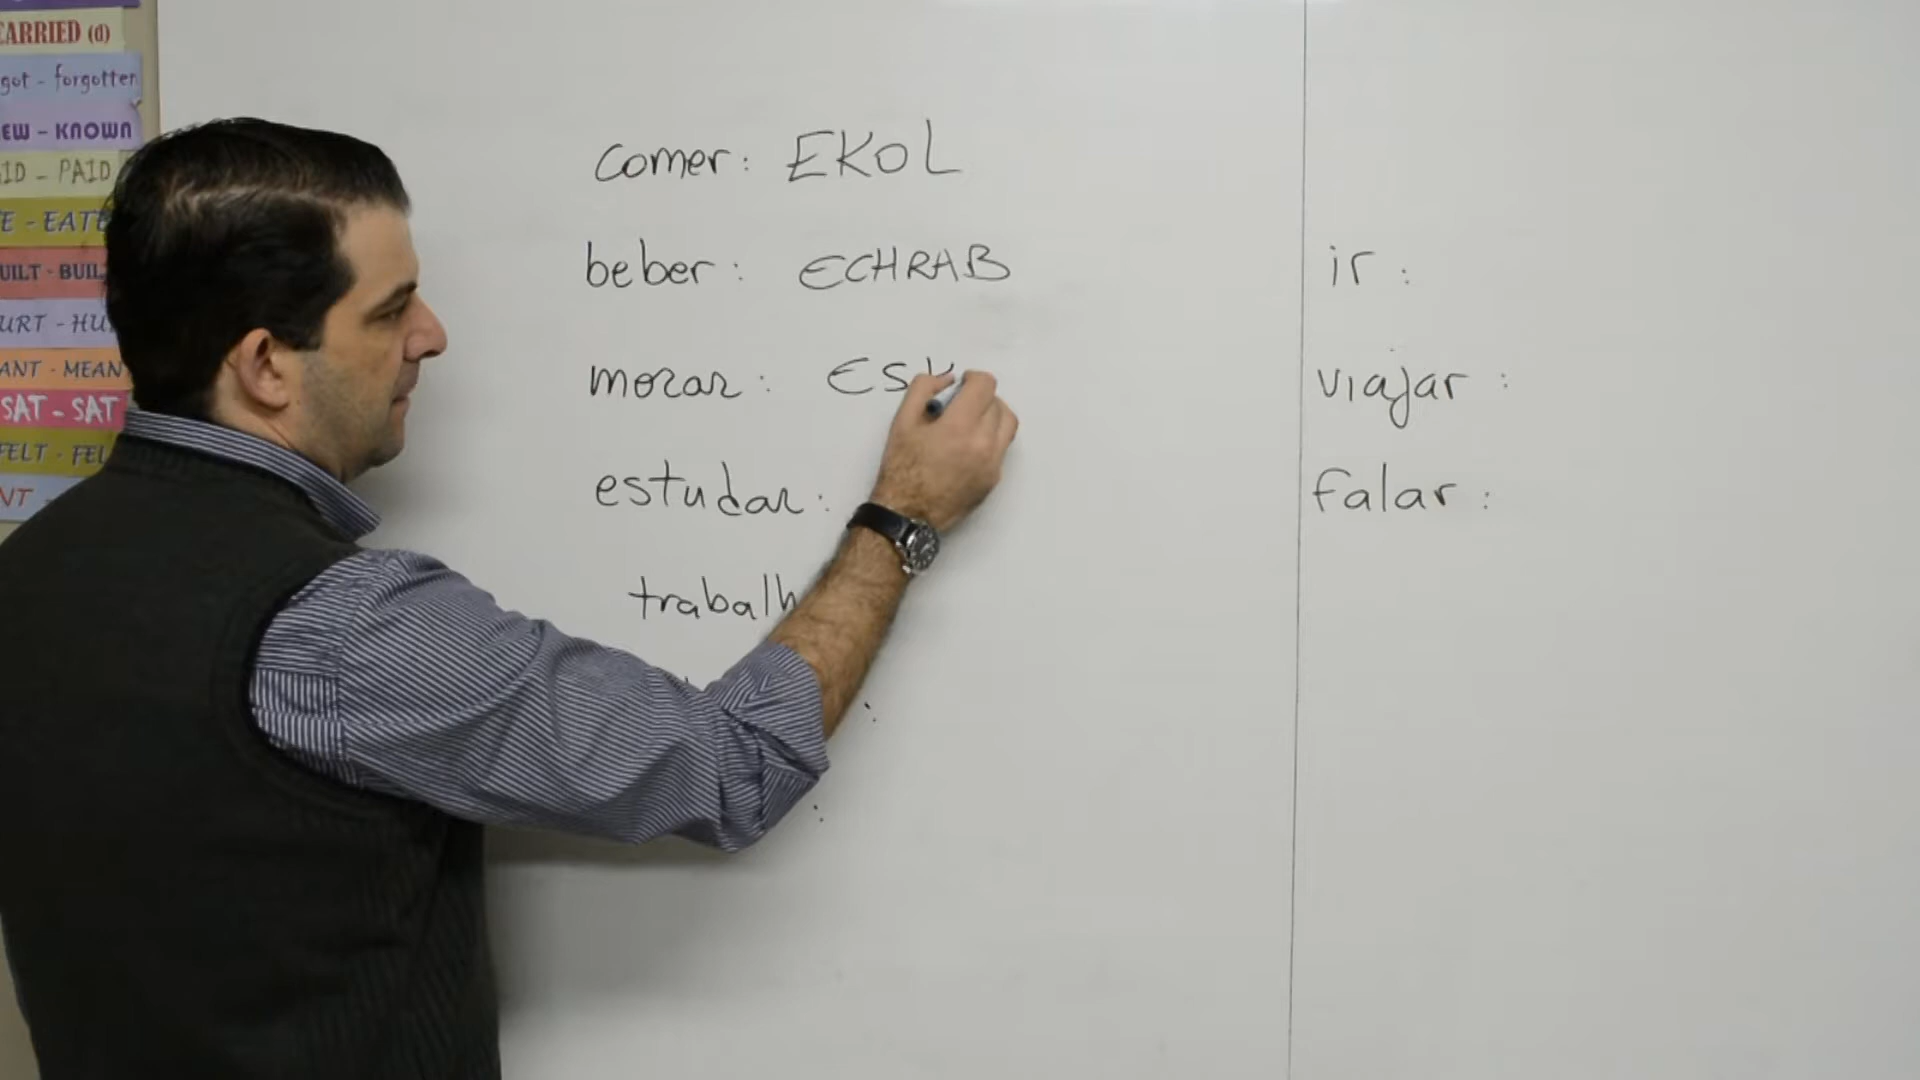 CARRIED (d)
got - forgotten
EW - KNOWN
ID - PAID
E - EATE
UILT - BUIL
URT - HU
ANT - MEAN
SAT - SAT
FELT - FEL
NT -
comer: EKOL
beber: ECHRAB
morar: ESK
estudar:
trabalh
:
:
ir:
viajar:
falar: